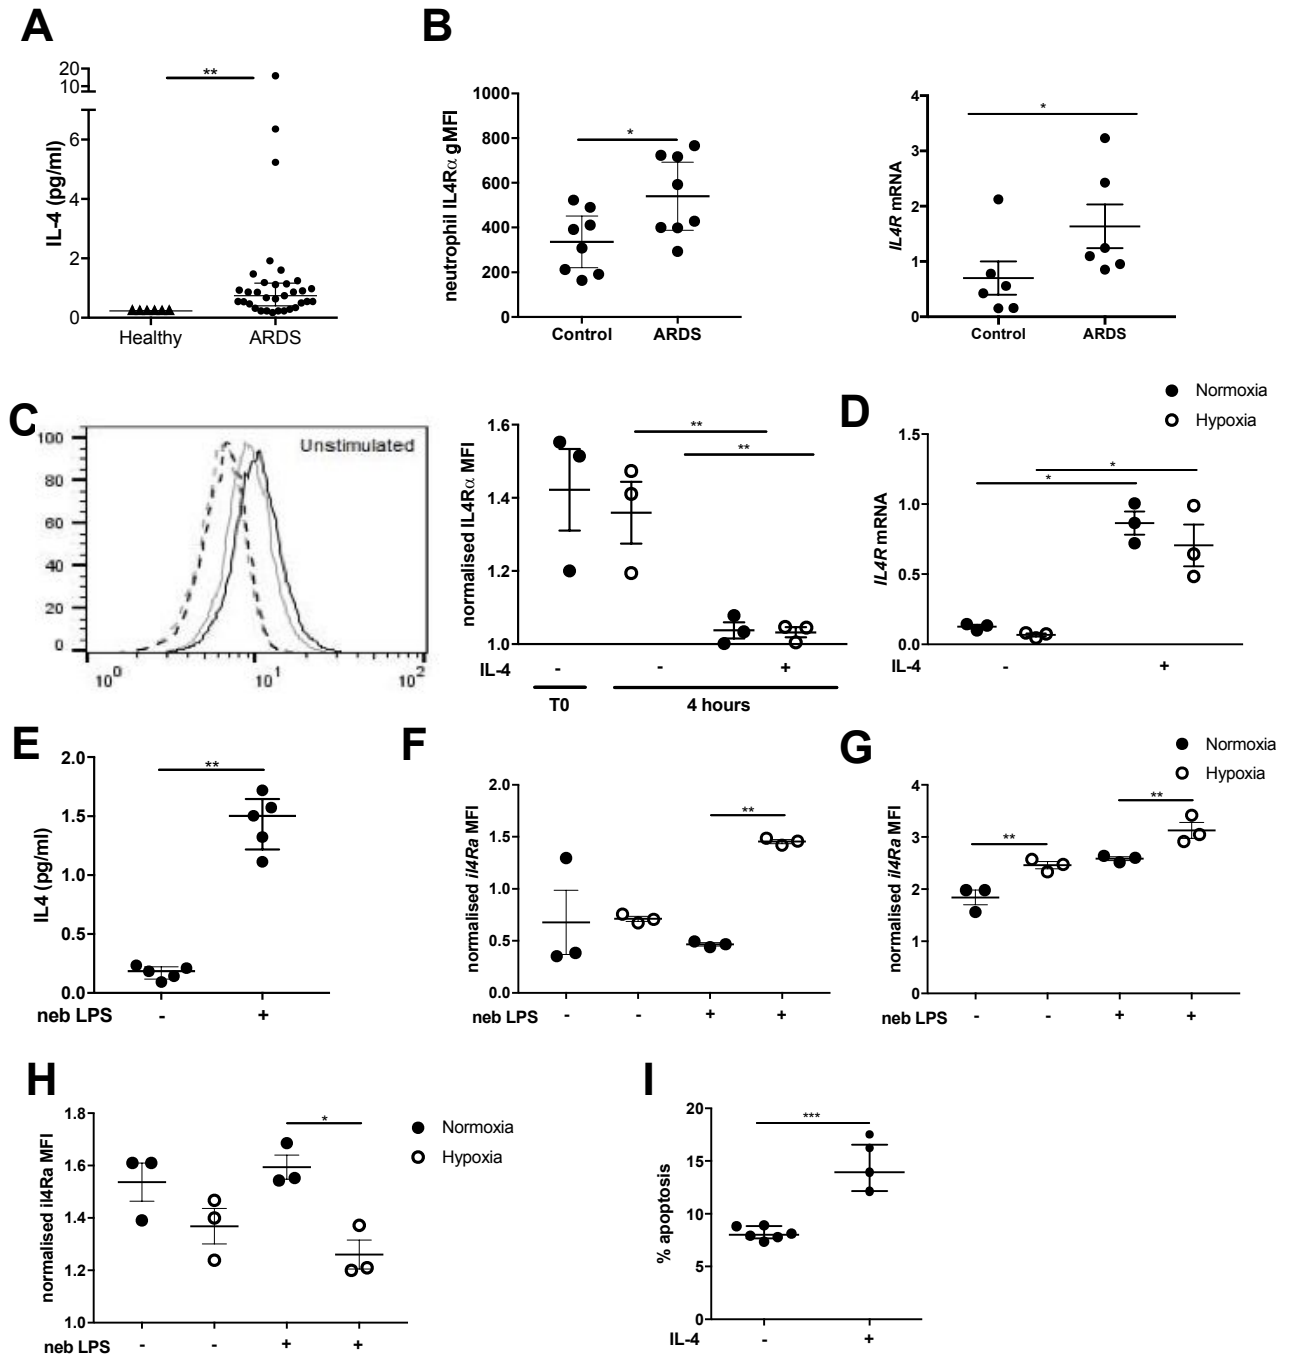 A
B
20
10
6
4
2
0
IL-4 (pg/ml)
**
Healthy
ARDS
1000
800
600
400
200
0
neutrophil IL4Rα gMFI
*
Control
ARDS
4
3
2
1
0
IL4R mRNA
*
Control
ARDS
C
100
80
60
40
20
0
Unstimulated
10⁰
10¹
10²
1.6
1.4
1.2
1.0
normalised IL4Rα MFI
**
**
IL-4
-
-
+
T0
4 hours
D
Normoxia
Hypoxia
1.5
1.0
0.5
0.0
IL4R mRNA
*
*
IL-4
-
+
E
2.0
1.5
1.0
0.5
0.0
IL4 (pg/ml)
**
neb LPS
-
+
F
2.0
1.5
1.0
0.5
0.0
normalised il4Ra MFI
**
neb LPS
-
-
+
+
G
Normoxia
Hypoxia
4
3
2
1
0
normalised il4Ra MFI
**
**
neb LPS
-
-
+
+
H
1.8
1.6
1.4
1.2
1.0
normalised il4Ra MFI
*
Normoxia
Hypoxia
neb LPS
-
-
+
+
I
20
15
10
5
0
% apoptosis
***
IL-4
-
+